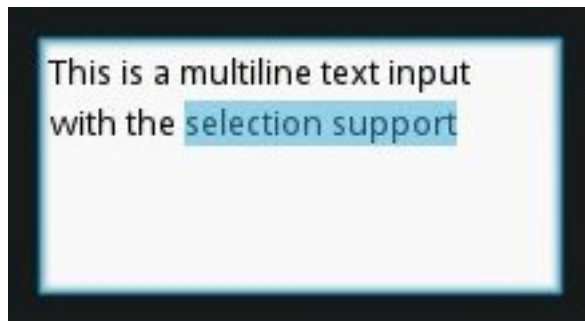 This is a multiline text input
with the selection support